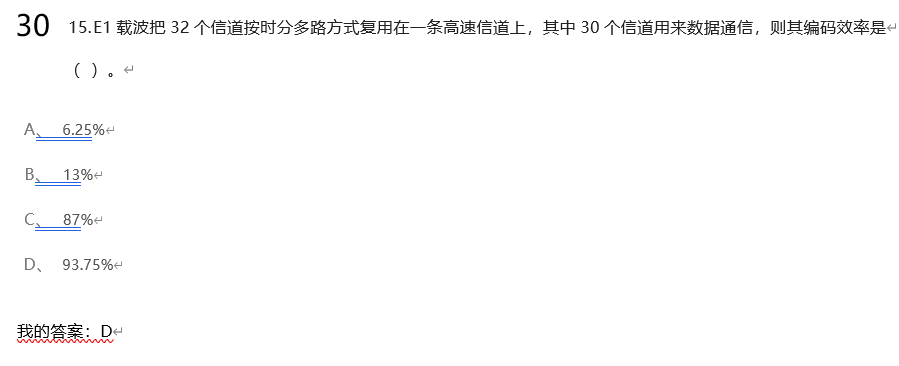 30 15.E1 载波把 32 个信道按时分多路方式复用在一条高速信道上，其中 30 个信道用来数据通信，则其编码效率是↵
（ ）。↵
A、 6.25%↵
B、 13%↵
C、 87%↵
D、 93.75%↵
我的答案：D↵